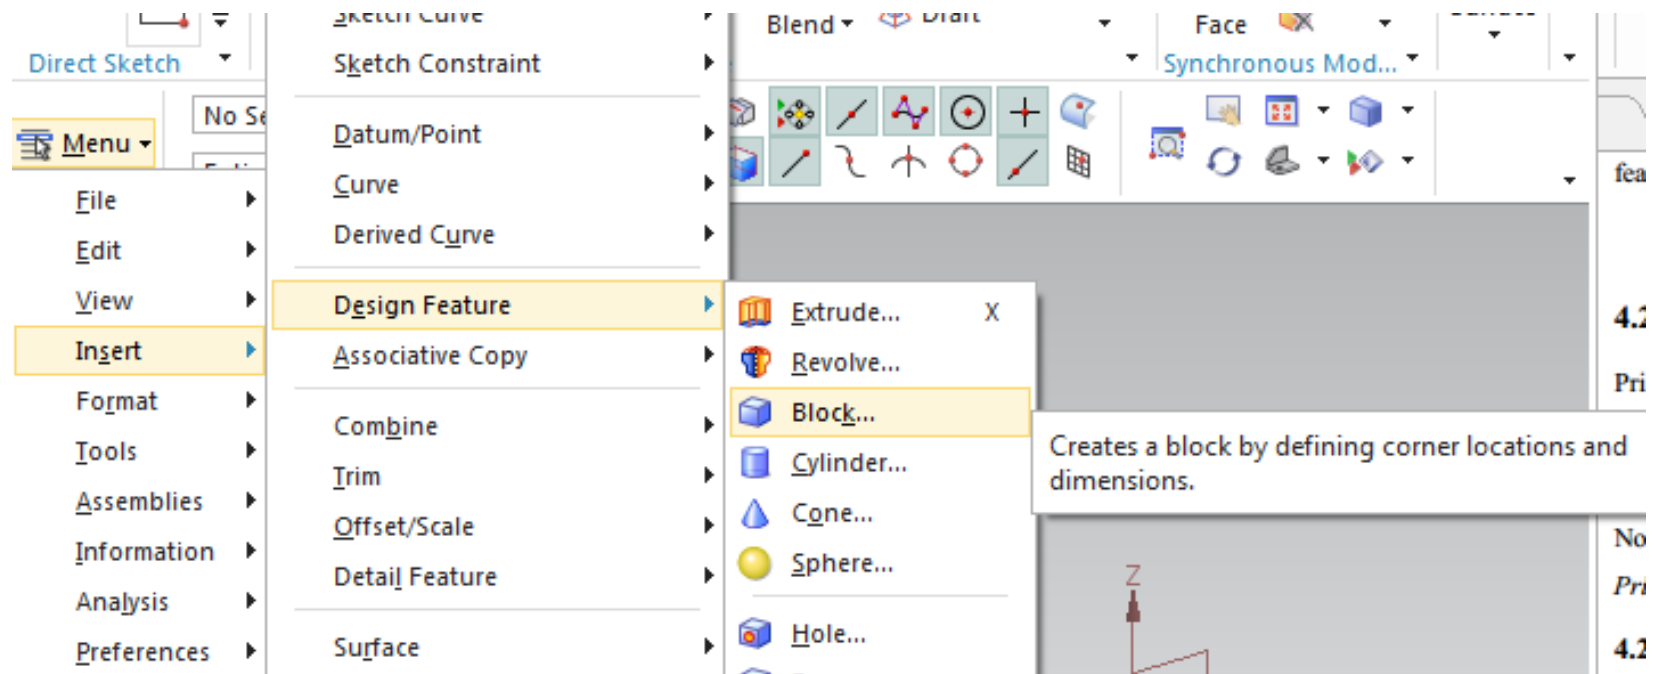 Sketch Curve
Blend
Draft
Face
Direct Sketch
Sketch Constraint
Synchronous Mod...
No Se
Menu
Datum/Point
fea
File
Curve
Edit
Derived Curve
View
Design Feature
Extrude... X
4.2
Insert
Associative Copy
Revolve...
Pri
Format
Combine
Block...
Creates a block by defining corner locations and
dimensions.
Tools
Trim
Cylinder...
Assemblies
Offset/Scale
Cone...
No
Information
Detail Feature
Sphere...
Z
Pri
Analysis
Surface
Hole...
4.2
Preferences